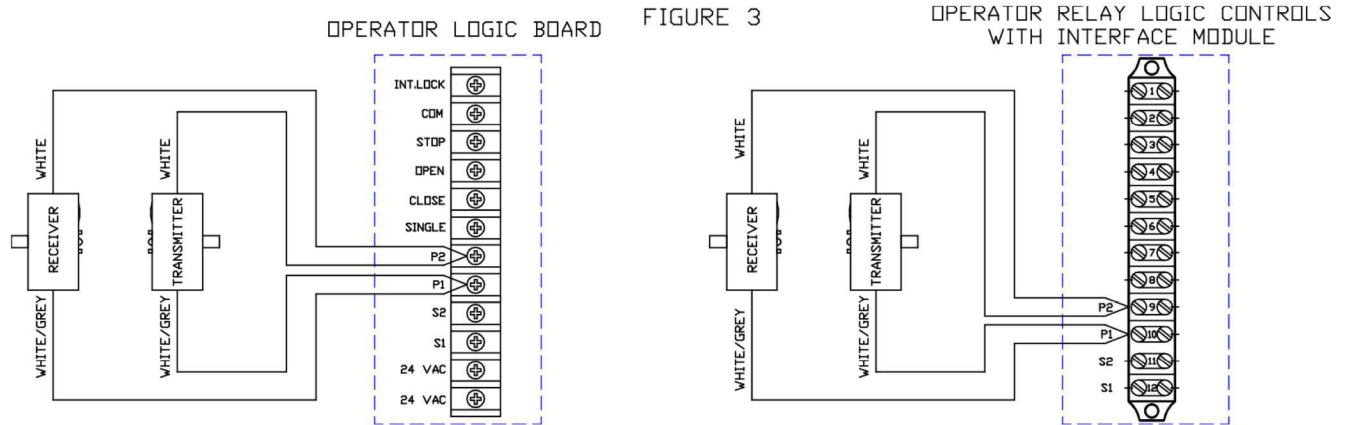 FIGURE 3
OPERATOR LOGIC BOARD
INT.LOCK
COM
STOP
OPEN
CLOSE
SINGLE
P2
P1
S2
S1
24 VAC
24 VAC
WHITE
WHITE
RECEIVER
TRANSMITTER
WHITE/GREY
WHITE/GREY
OPERATOR RELAY LOGIC CONTROLS
WITH INTERFACE MODULE
1
2
3
4
5
6
7
8
P2 9
P1 10
S2 11
S1 12
WHITE
WHITE
RECEIVER
TRANSMITTER
WHITE/GREY
WHITE/GREY